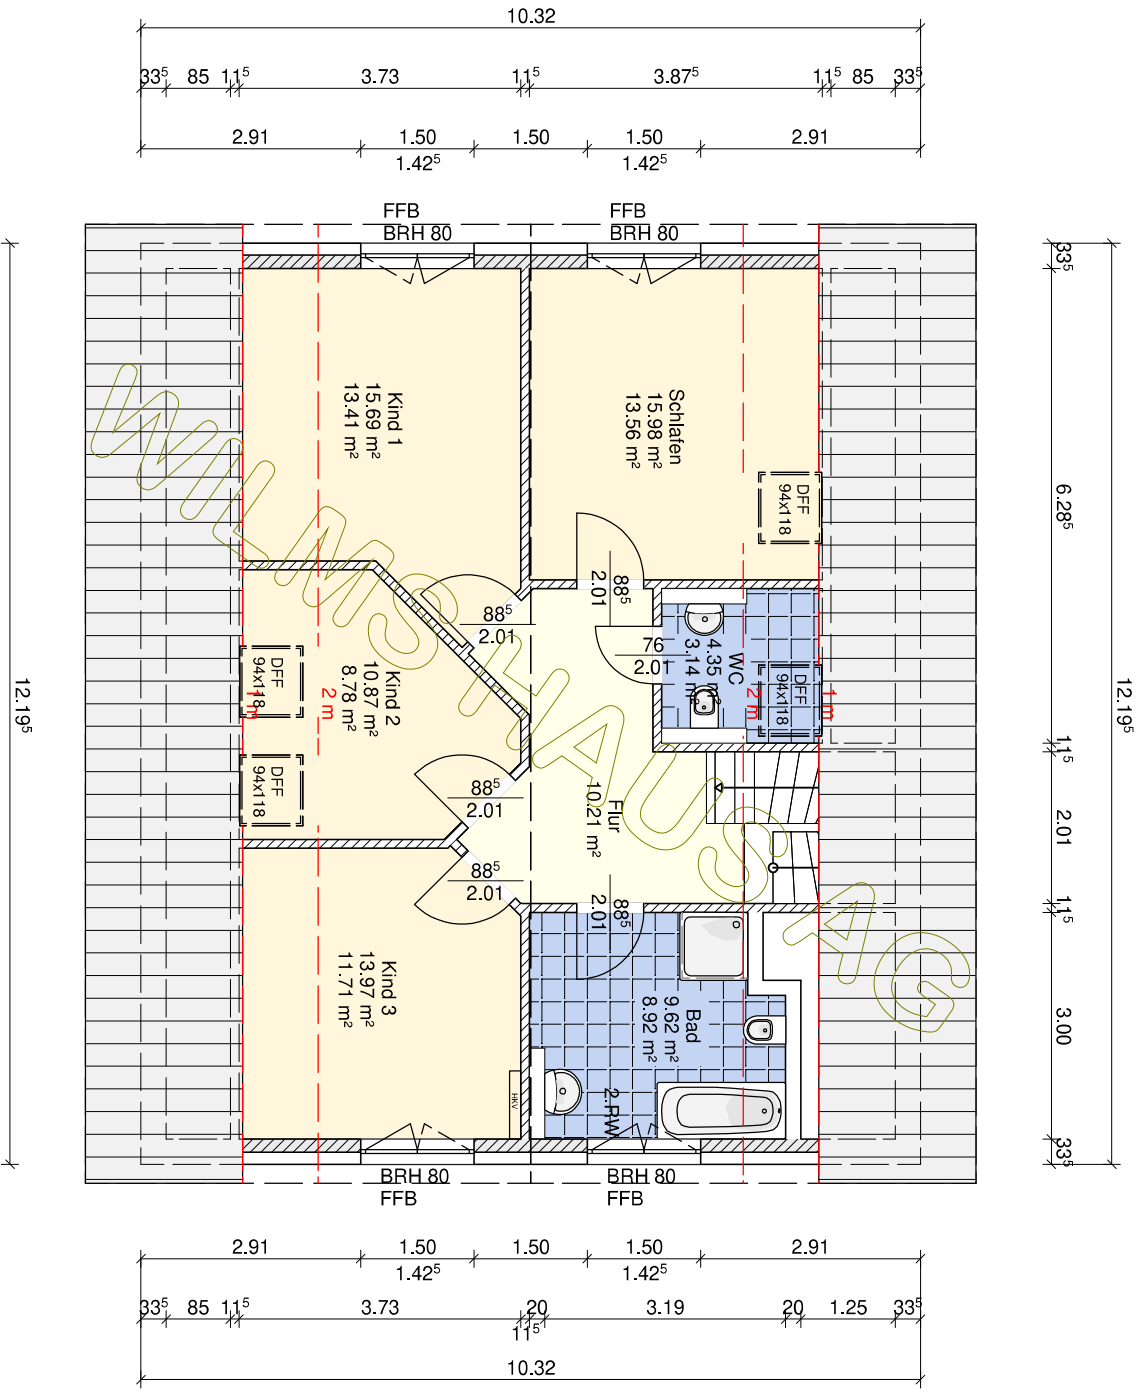 10.32
33⁵ 85 11⁵ 3.73 11⁵ 3.87⁵ 11⁵ 85 33⁵
2.91 1.50 1.50 1.50 2.91
1.42⁵ 1.42⁵
FFB FFB
BRH 80 BRH 80
33⁵
Kind 1
15.69 m²
13.41 m²
Schlafen
15.98 m²
13.56 m²
DFF
94x118
6.28⁵
88⁵
2.01
88⁵
2.01
76
2.01
WC
4.35 m²
3.14 m²
DFF
94x118
2 m
1 m
Kind 2
10.87 m²
8.78 m²
DFF
94x118
1 m
2 m
DFF
94x118
12.19⁵
12.19⁵
11⁵
2.01
11⁵
88⁵
2.01
Flur
10.21 m²
88⁵
2.01
88⁵
2.01
Kind 3
13.97 m²
11.71 m²
Bad
9.62 m²
8.92 m²
3.00
HKV
2.RW
33⁵
WILMS HAUS AG
BRH 80 BRH 80
FFB FFB
2.91 1.50 1.50 1.50 2.91
1.42⁵ 1.42⁵
33⁵ 85 11⁵ 3.73 20 3.19 20 1.25 33⁵
11⁵
10.32